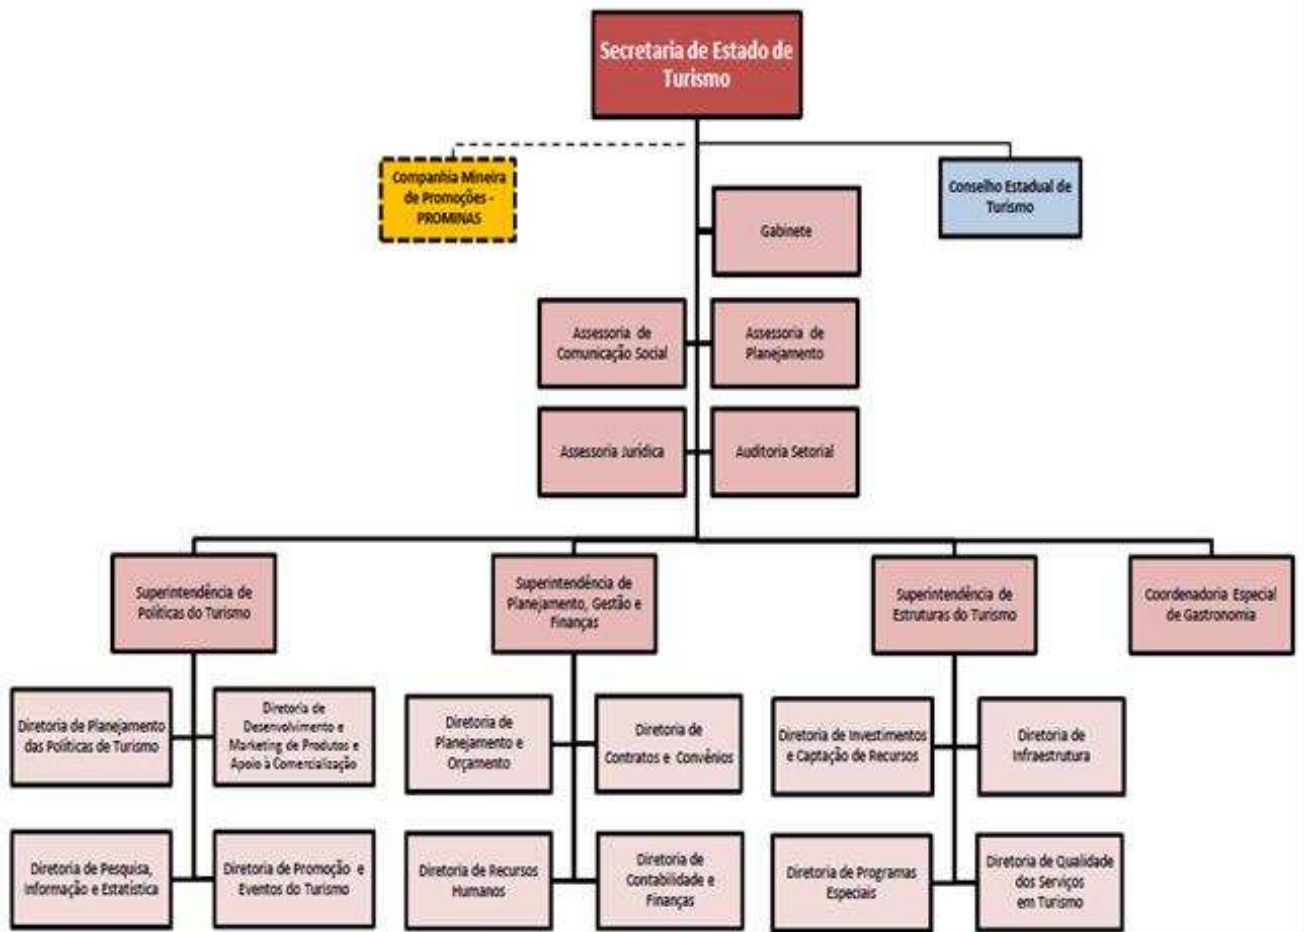 Secretaria de Estado de
Turismo
Companhia Mineira
de Promoções -
PROMINAS
Conselho Estadual de
Turismo
Gabinete
Assessoria de
Comunicação Social
Assessoria de
Planejamento
Assessoria Jurídica
Auditoria Setorial
Superintendência de
Políticas do Turismo
Superintendência de
Planejamento, Gestão e
Finanças
Superintendência de
Estruturas do Turismo
Coordenadoria Especial
de Gastronomia
Diretoria de Planejamento
das Políticas de Turismo
Diretoria de
Desenvolvimento e
Marketing de Produtos e
Apoio à Comercialização
Diretoria de
Planejamento e
Orçamento
Diretoria de
Contratos e Convênios
Diretoria de Investimentos
e Captação de Recursos
Diretoria de
Infraestrutura
Diretoria de Pesquisa,
Informação e Estatística
Diretoria de Promoção e
Eventos do Turismo
Diretoria de Recursos
Humanos
Diretoria de
Contabilidade e
Finanças
Diretoria de Programas
Especiais
Diretoria de Qualidade
dos Serviços
em Turismo